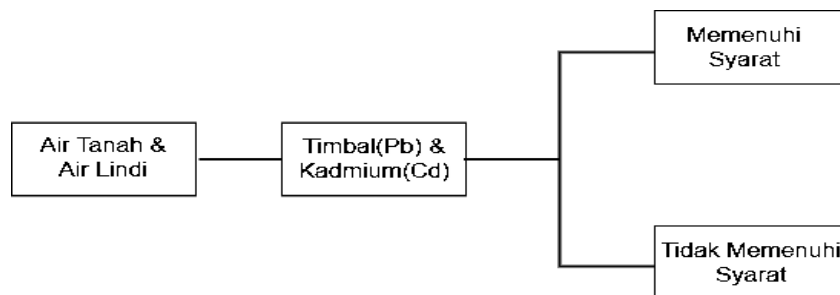 Air Tanah &
Air Lindi
Timbal(Pb) &
Kadmium(Cd)
Memenuhi
Syarat
Tidak Memenuhi
Syarat